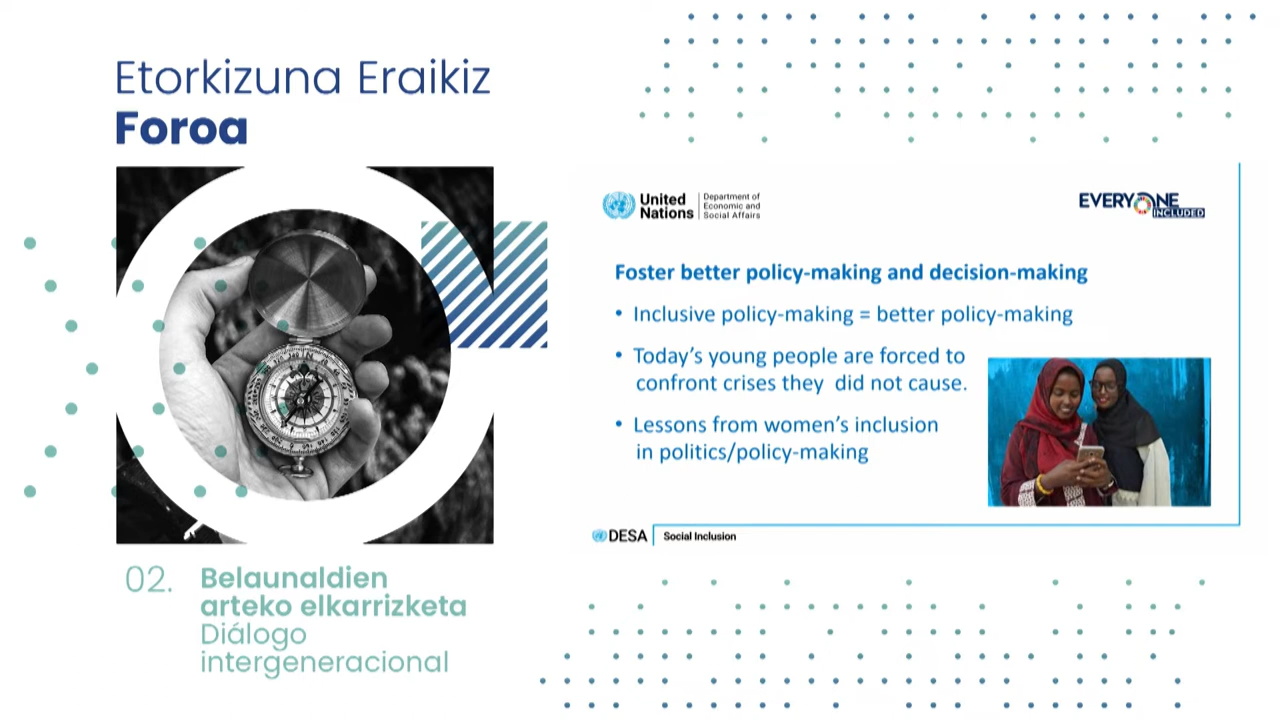 Etorkizuna Eraikiz
Foroa
02.
Belaunaldien
arteko elkarrizketa
Diálogo
intergeneracional
United
Nations
Department of
Economic and
Social Affairs
EVERYONE
INCLUDED
Foster better policy-making and decision-making
• Inclusive policy-making = better policy-making
• Today's young people are forced to
confront crises they did not cause.
• Lessons from women's inclusion
in politics/policy-making
DESA
Social Inclusion